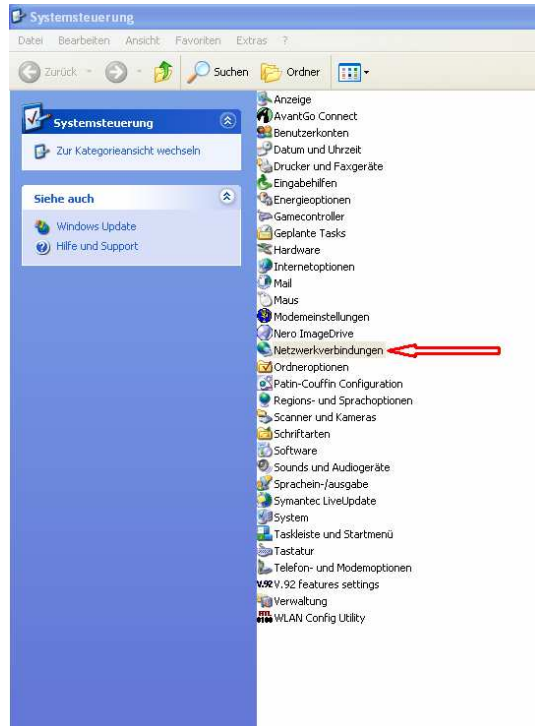 Systemsteuerung
Datei Bearbeiten Ansicht Favoriten Extras ?
Zurück Suchen Ordner
Systemsteuerung
Zur Kategorieansicht wechseln
Siehe auch
Windows Update
Hilfe und Support
Anzeige
AvantGo Connect
Benutzerkonten
Datum und Uhrzeit
Drucker und Faxgeräte
Eingabehilfen
Energieoptionen
Gamecontroller
Geplante Tasks
Hardware
Internetoptionen
Mail
Maus
Modemeinstellungen
Nero ImageDrive
Netzwerkverbindungen
Ordneroptionen
Patin-Couffin Configuration
Regions- und Sprachoptionen
Scanner und Kameras
Schriftarten
Software
Sounds und Audiogeräte
Sprachein-/ausgabe
Symantec LiveUpdate
System
Taskleiste und Startmenü
Tastatur
Telefon- und Modemoptionen
V.92 V.92 features settings
Verwaltung
WLAN Config Utility